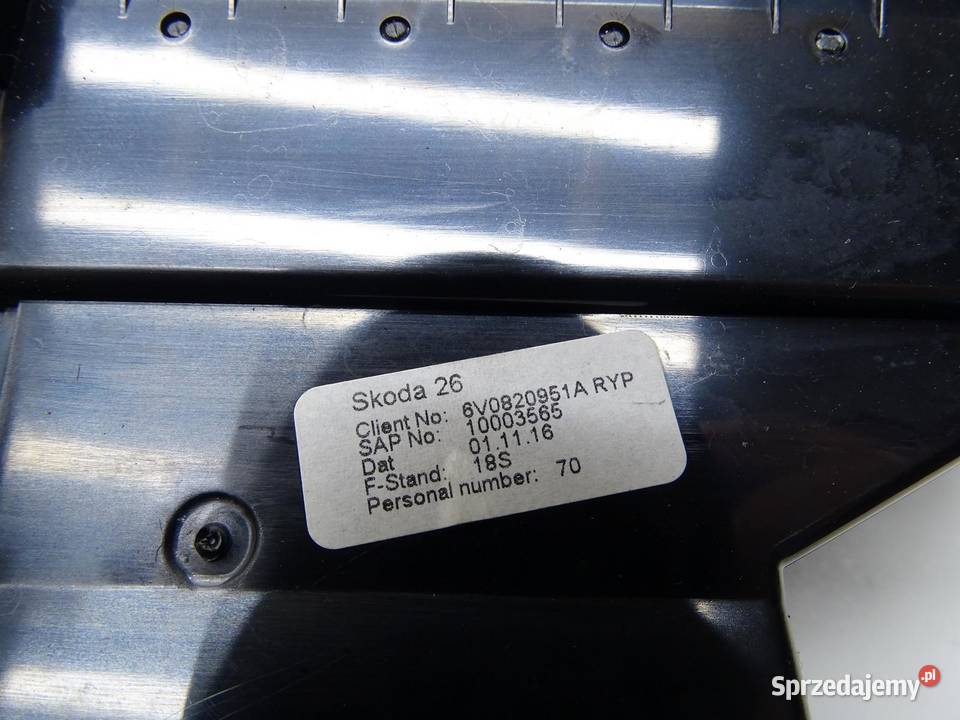 Skoda 26
Client No: 6V0820951A RYP
SAP No: 10003565
Dat 01.11.16
F-Stand: 18S
Personal number: 70
Sprzedajemy.pl